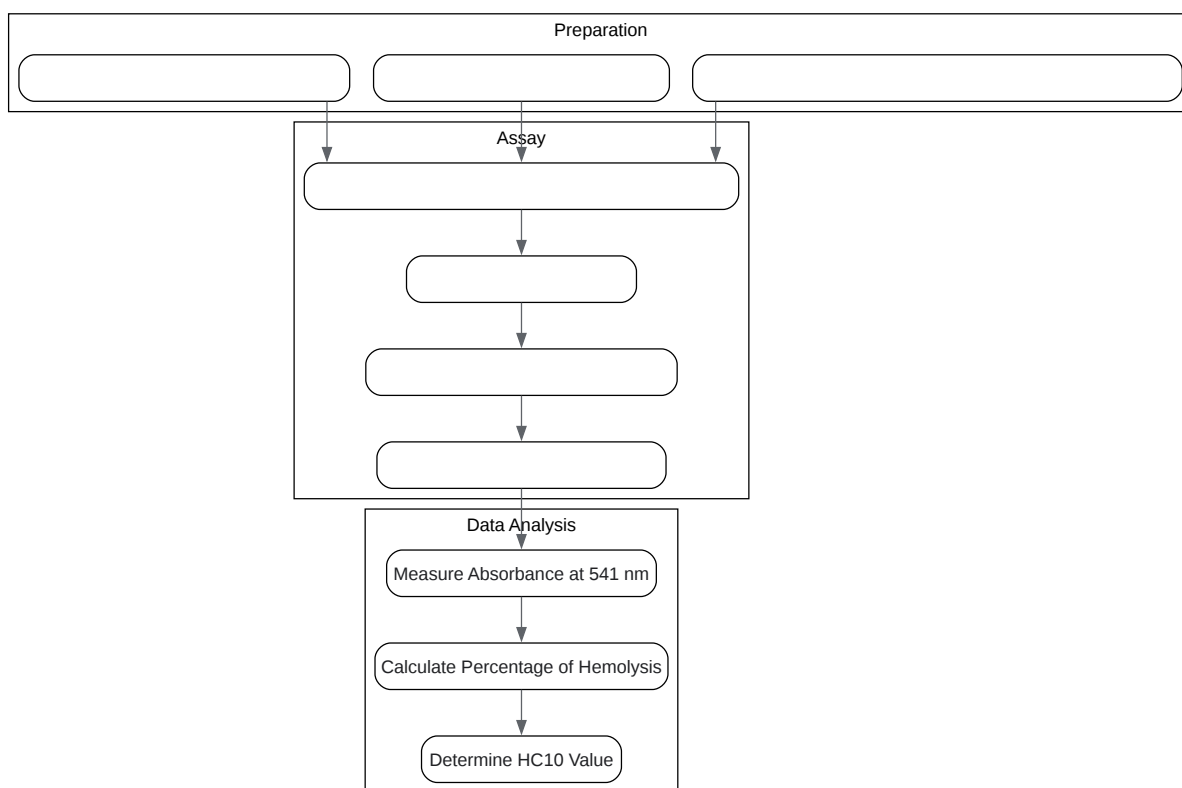 Preparation
Assay
Data Analysis
Measure Absorbance at 541 nm
Calculate Percentage of Hemolysis
Determine HC10 Value